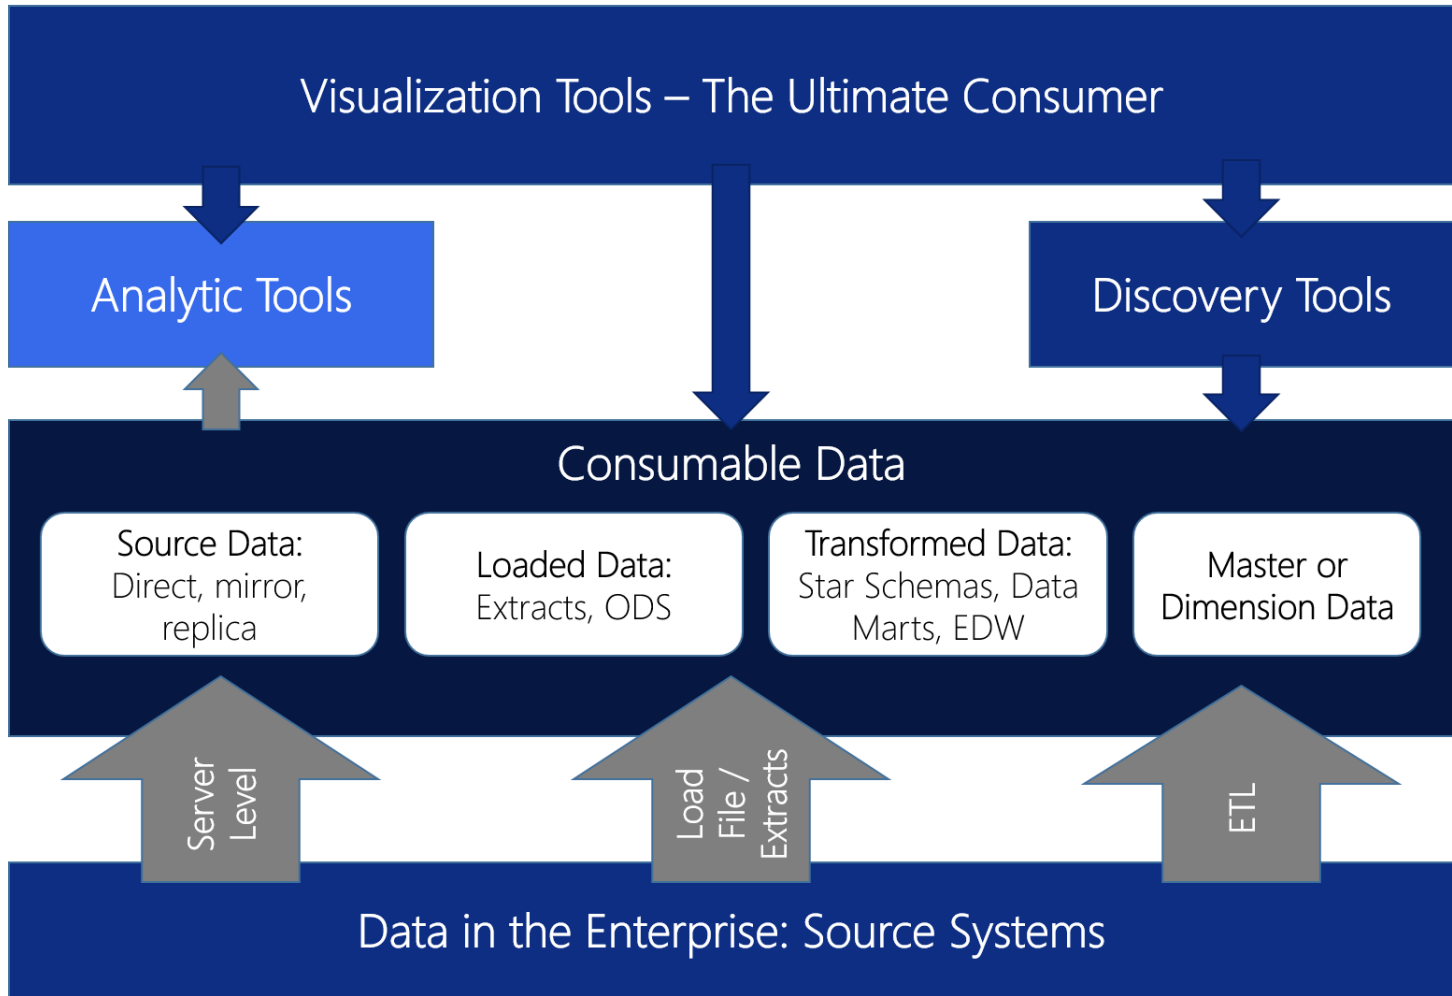 Visualization Tools – The Ultimate Consumer
Analytic Tools
Discovery Tools
Consumable Data
Source Data:
Direct, mirror,
replica
Loaded Data:
Extracts, ODS
Transformed Data:
Star Schemas, Data
Marts, EDW
Master or
Dimension Data
Server
Level
Load
File /
Extracts
ETL
Data in the Enterprise: Source Systems